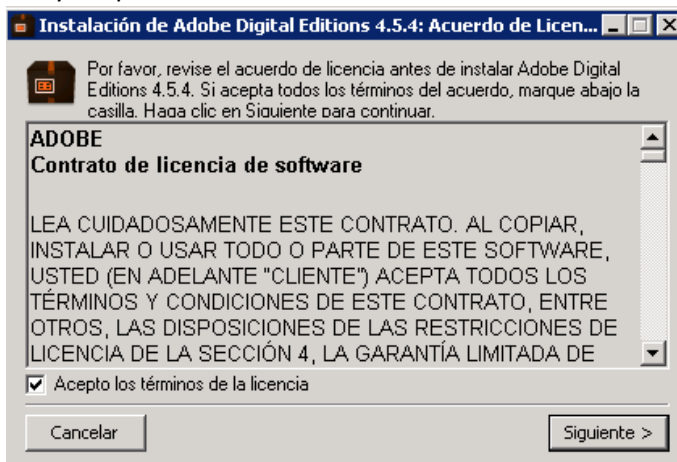 Instalación de Adobe Digital Editions 4.5.4: Acuerdo de Licen...
Por favor, revise el acuerdo de licencia antes de instalar Adobe Digital
Editions 4.5.4. Si acepta todos los términos del acuerdo, marque abajo la
casilla. Haga clic en Siguiente para continuar.
ADOBE
Contrato de licencia de software
LEA CUIDADOSAMENTE ESTE CONTRATO. AL COPIAR,
INSTALAR O USAR TODO O PARTE DE ESTE SOFTWARE,
USTED (EN ADELANTE "CLIENTE") ACEPTA TODOS LOS
TÉRMINOS Y CONDICIONES DE ESTE CONTRATO, ENTRE
OTROS, LAS DISPOSICIONES DE LAS RESTRICCIONES DE
LICENCIA DE LA SECCIÓN 4, LA GARANTÍA LIMITADA DE
Acepto los términos de la licencia
Cancelar
Siguiente >